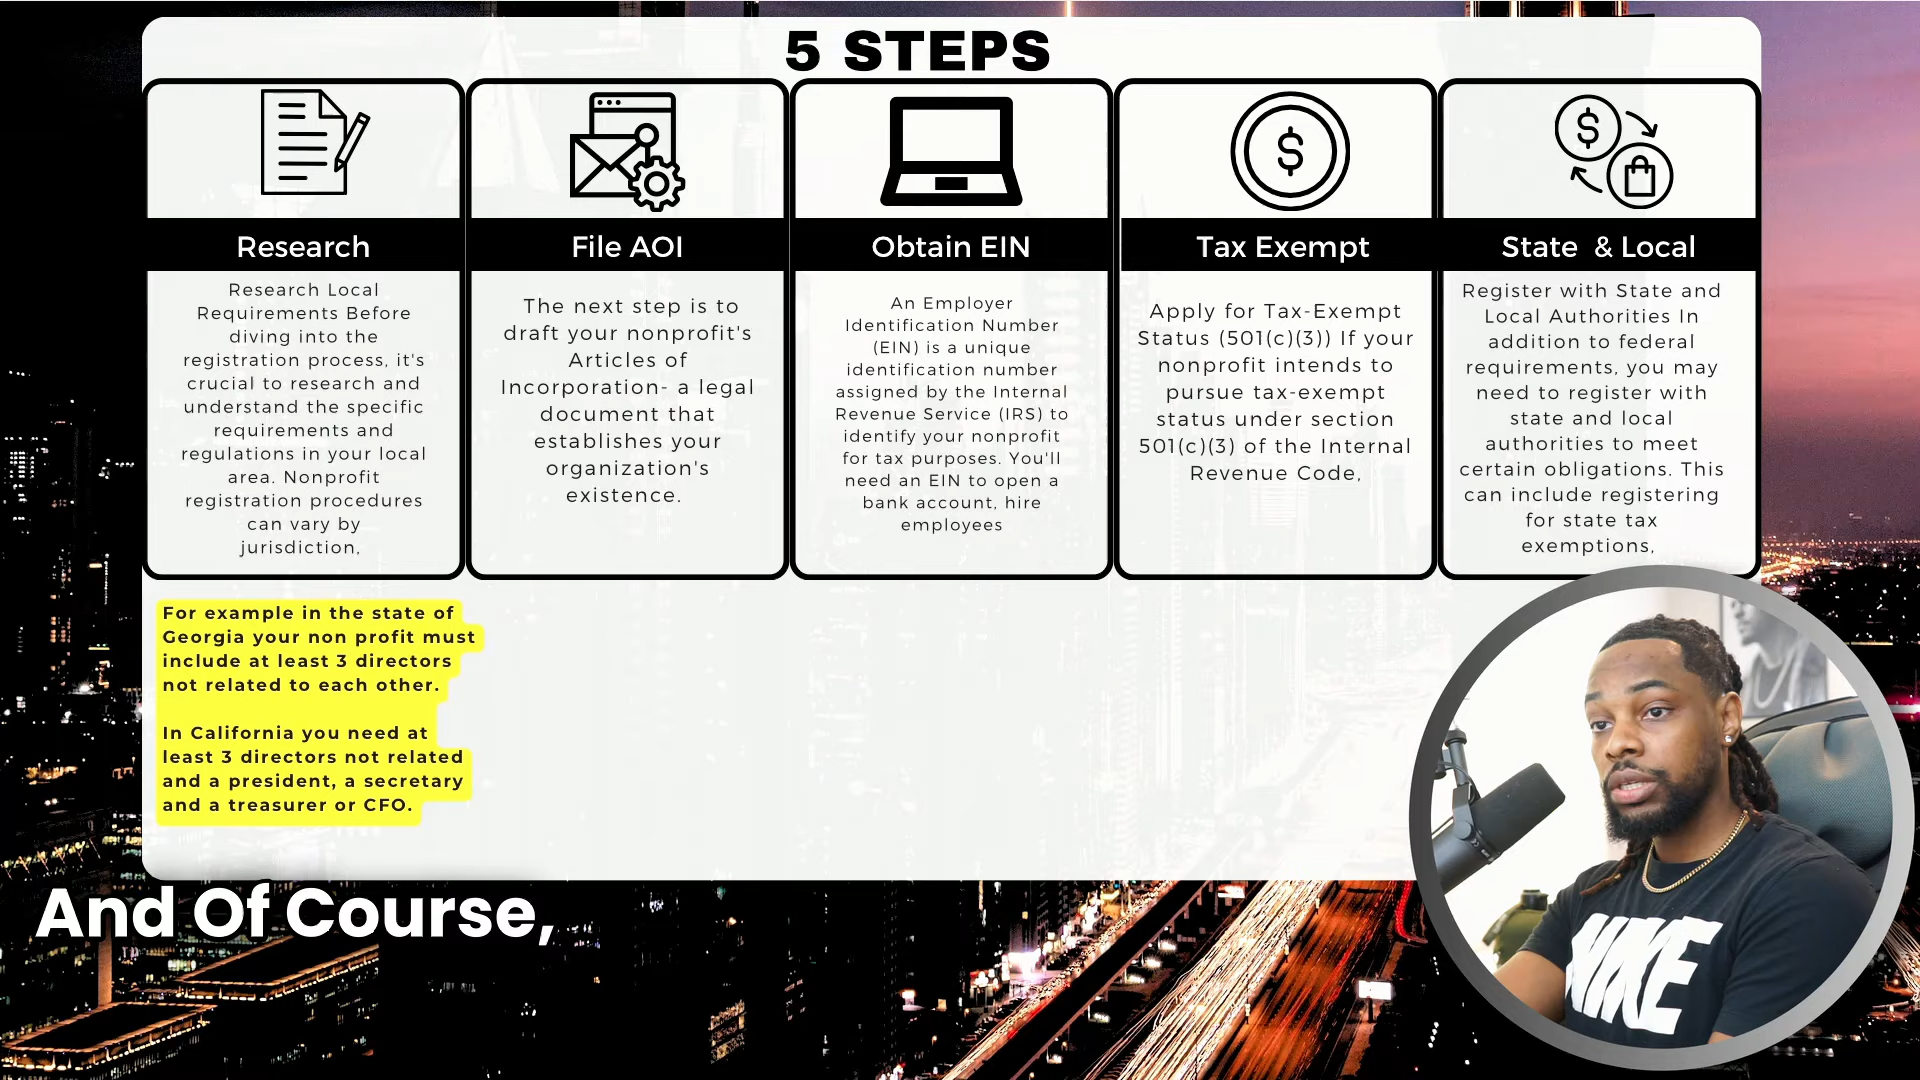 5 STEPS
Research
Research Local
Requirements Before
diving into the
registration process, it's
crucial to research and
understand the specific
requirements and
regulations in your local
area. Nonprofit
registration procedures
can vary by
jurisdiction,
File AOI
The next step is to
draft your nonprofit's
Articles of
Incorporation- a legal
document that
establishes your
organization's
existence.
Obtain EIN
An Employer
Identification Number
(EIN) is a unique
identification number
assigned by the Internal
Revenue Service (IRS) to
identify your nonprofit
for tax purposes. You'll
need an EIN to open a
bank account, hire
employees
Tax Exempt
Apply for Tax-Exempt
Status (501(c)(3)) If your
nonprofit intends to
pursue tax-exempt
status under section
501(c)(3) of the Internal
Revenue Code,
State & Local
Register with State and
Local Authorities In
addition to federal
requirements, you may
need to register with
state and local
authorities to meet
certain obligations. This
can include registering
for state tax
exemptions,
For example in the state of
Georgia your non profit must
include at least 3 directors
not related to each other.
In California you need at
least 3 directors not related
and a president, a secretary
and a treasurer or CFO.
And Of Course,
NIKE